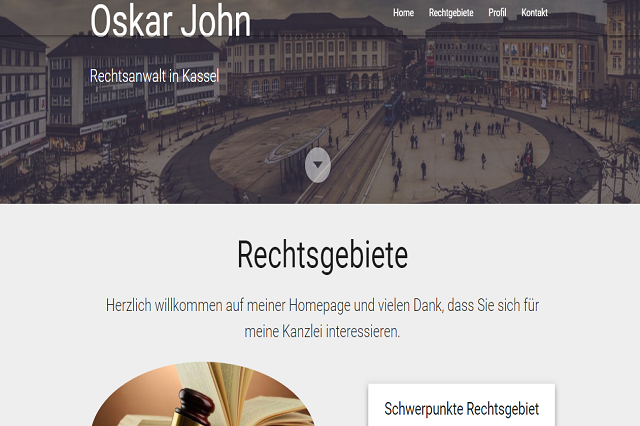 Oskar John
Home Rechtgebiete Profil Kontakt
Rechtsanwalt in Kassel
Rechtsgebiete
Herzlich willkommen auf meiner Homepage und vielen Dank, dass Sie sich für
meine Kanzlei interessieren.
Schwerpunkte Rechtsgebiet